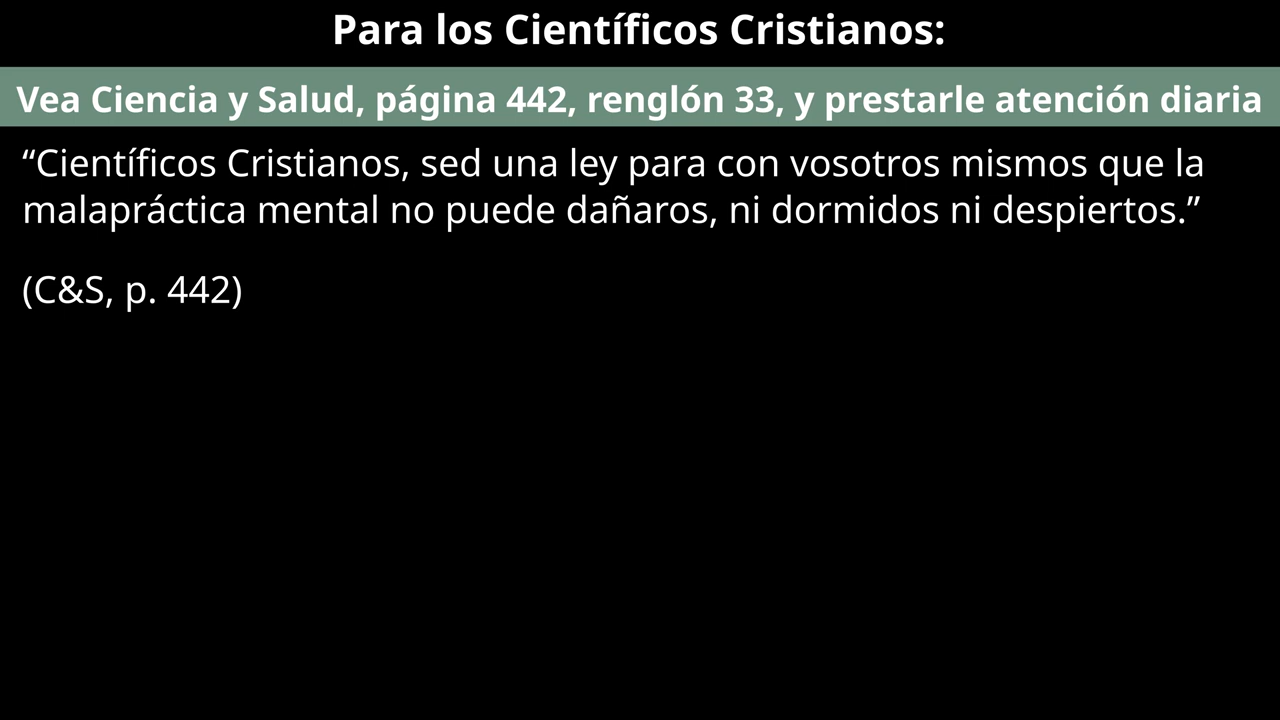 Para los Científicos Cristianos:
Vea Ciencia y Salud, página 442, renglón 33, y prestarle atención diaria
“Científicos Cristianos, sed una ley para con vosotros mismos que la
malapráctica mental no puede dañaros, ni dormidos ni despiertos.”
(C&S, p. 442)